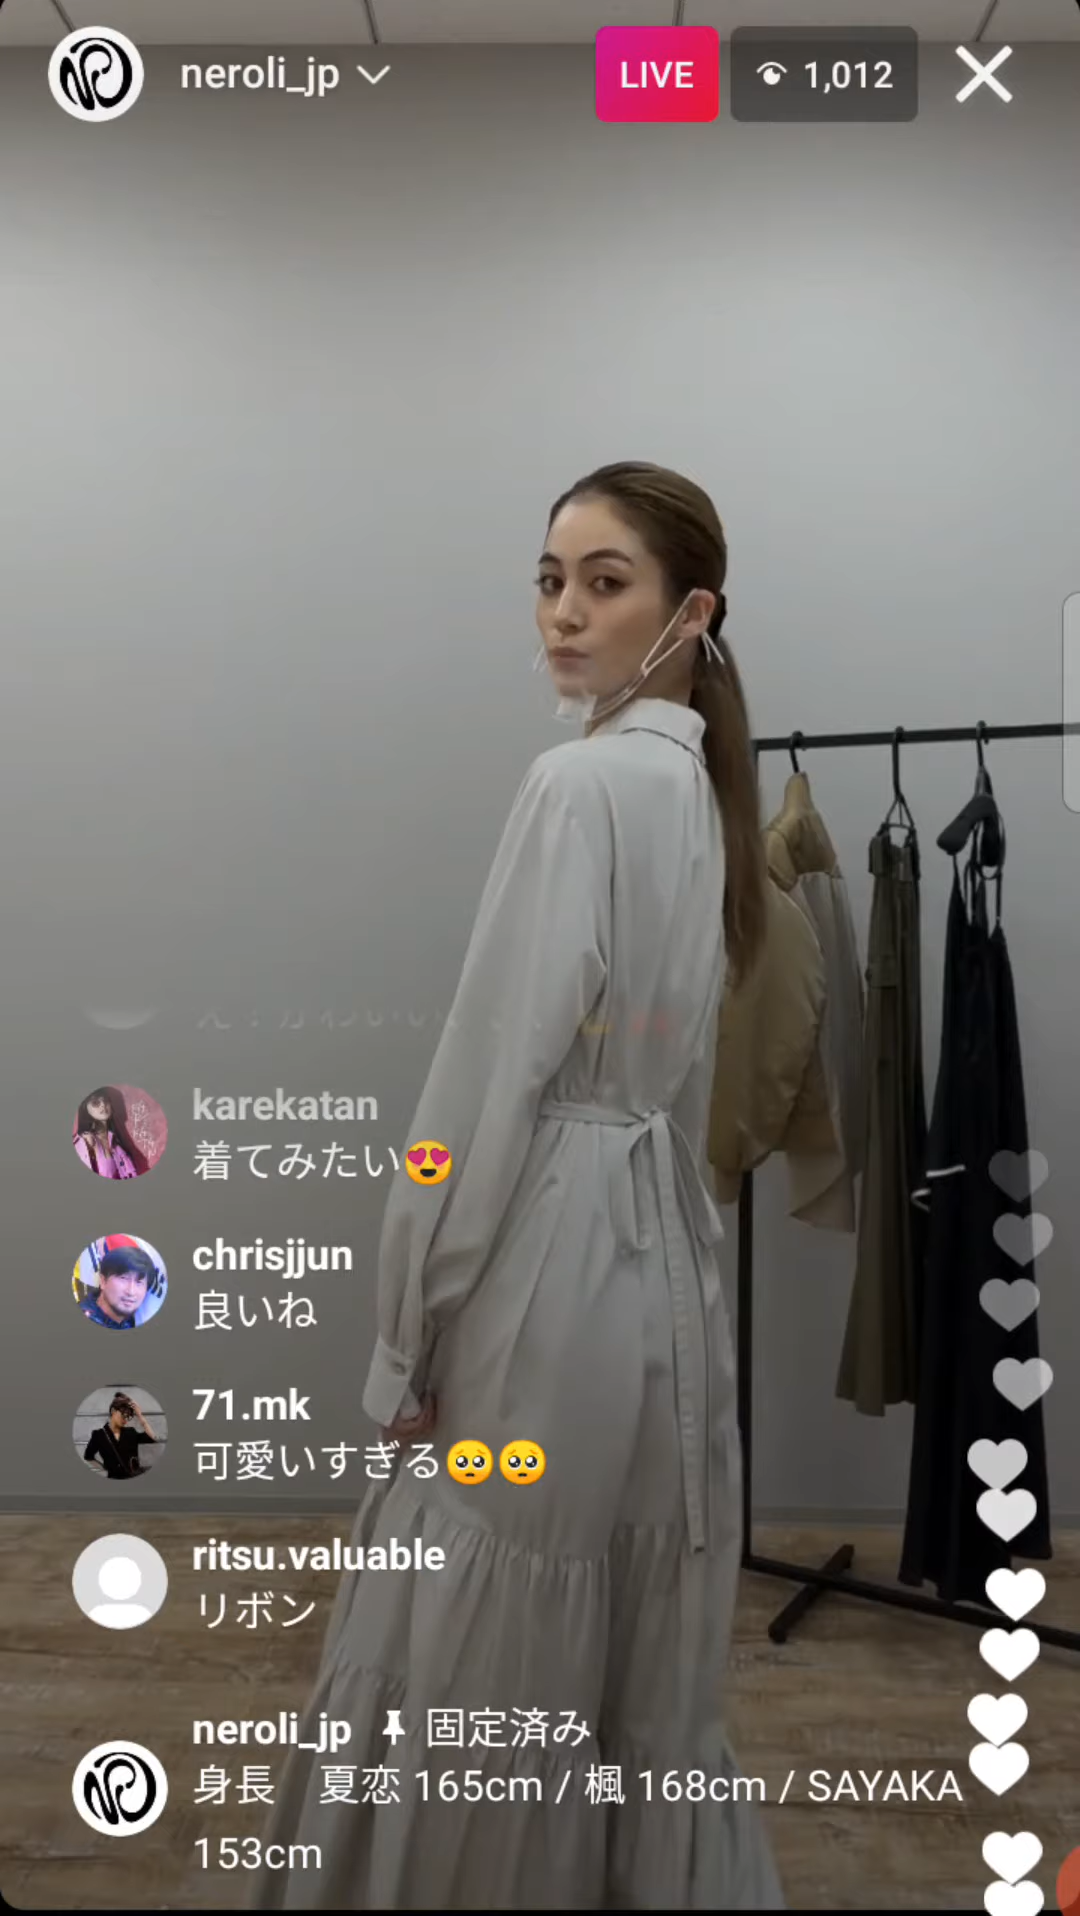 neroli_jp
LIVE
1,012
karekatan
着てみたい😍
chrisjjun
良いね
71.mk
可愛いすぎる🥺🥺
ritsu.valuable
リボン
neroli_jp 固定済み
身長　夏恋 165cm / 楓 168cm / SAYAKA
153cm